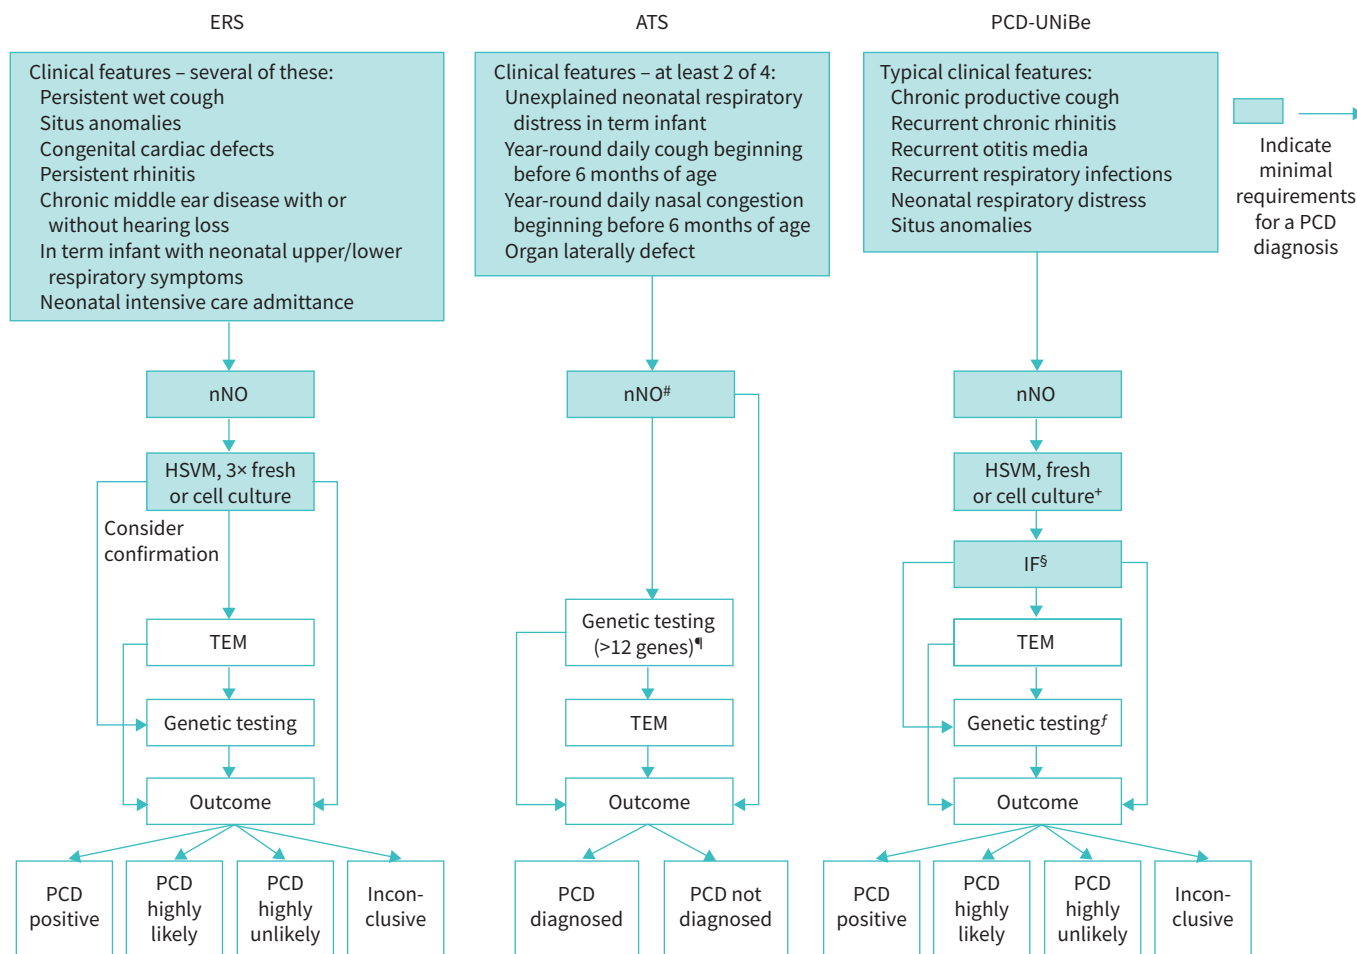 ERS
Clinical features – several of these:
Persistent wet cough
Situs anomalies
Congenital cardiac defects
Persistent rhinitis
Chronic middle ear disease with or
without hearing loss
In term infant with neonatal upper/lower
respiratory symptoms
Neonatal intensive care admittance
nNO
HSVM, 3× fresh
or cell culture
Consider
confirmation
TEM
Genetic testing
Outcome
PCD
positive
PCD
highly
likely
PCD
highly
unlikely
Incon-
clusive
ATS
Clinical features – at least 2 of 4:
Unexplained neonatal respiratory
distress in term infant
Year-round daily cough beginning
before 6 months of age
Year-round daily nasal congestion
beginning before 6 months of age
Organ laterally defect
nNO#
Genetic testing
(>12 genes)¶
TEM
Outcome
PCD
diagnosed
PCD not
diagnosed
PCD-UNiBe
Typical clinical features:
Chronic productive cough
Recurrent chronic rhinitis
Recurrent otitis media
Recurrent respiratory infections
Neonatal respiratory distress
Situs anomalies
nNO
HSVM, fresh
or cell culture+
IF§
TEM
Genetic testingƒ
Outcome
PCD
positive
PCD
highly
likely
PCD
highly
unlikely
Incon-
clusive
Indicate
minimal
requirements
for a PCD
diagnosis